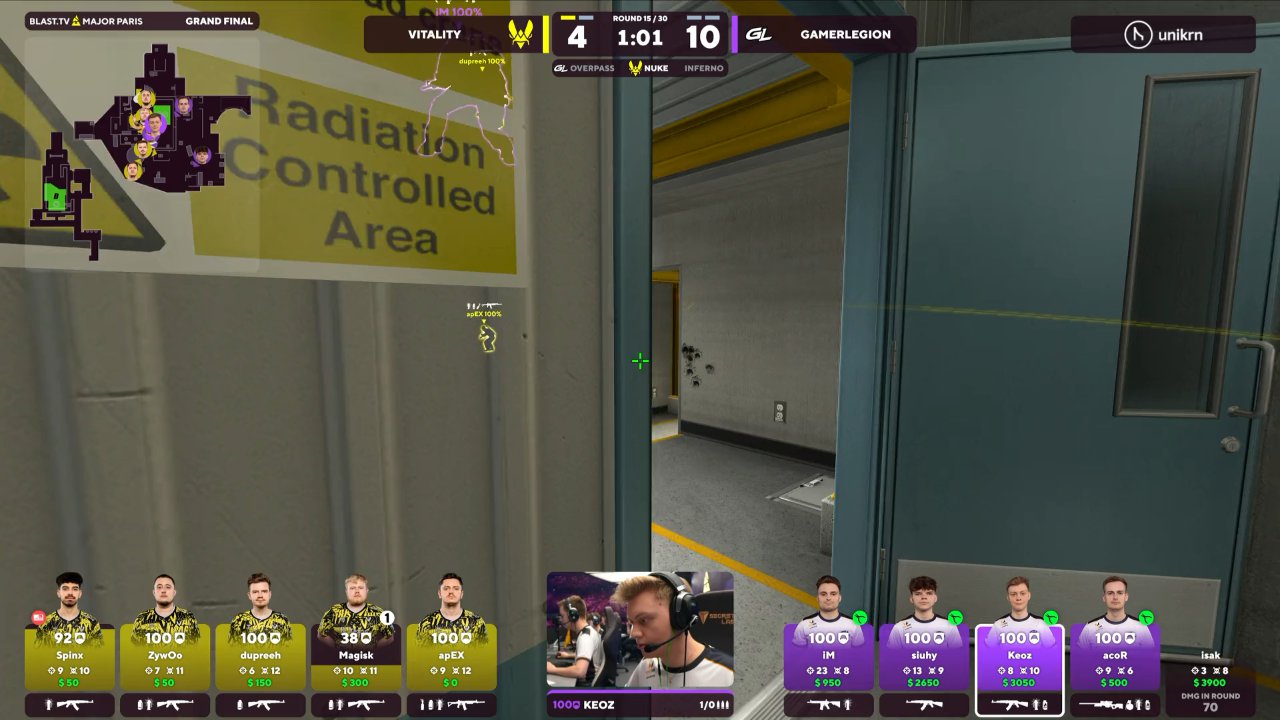 BLAST.TV MAJOR PARIS
GRAND FINAL
iM 100%
dupreeh 100%
VITALITY
4
ROUND 15 / 30
1:01
10
GL
GAMERLEGION
unikrn
GL OVERPASS
NUKE
INFERNO
Radiation
Controlled
Area
apEX 100%
92
Spinx
9 10
$50
100
ZywOo
7 11
$50
100
dupreeh
6 12
$150
1
38
Magisk
10 11
$300
100
apEX
9 12
$0
100 KEOZ
1/0
100
iM
23 8
$950
100
siuhy
13 9
$2650
100
Keoz
8 10
$3050
100
acoR
9 6
$500
isak
3 8
$3900
DMG IN ROUND
70